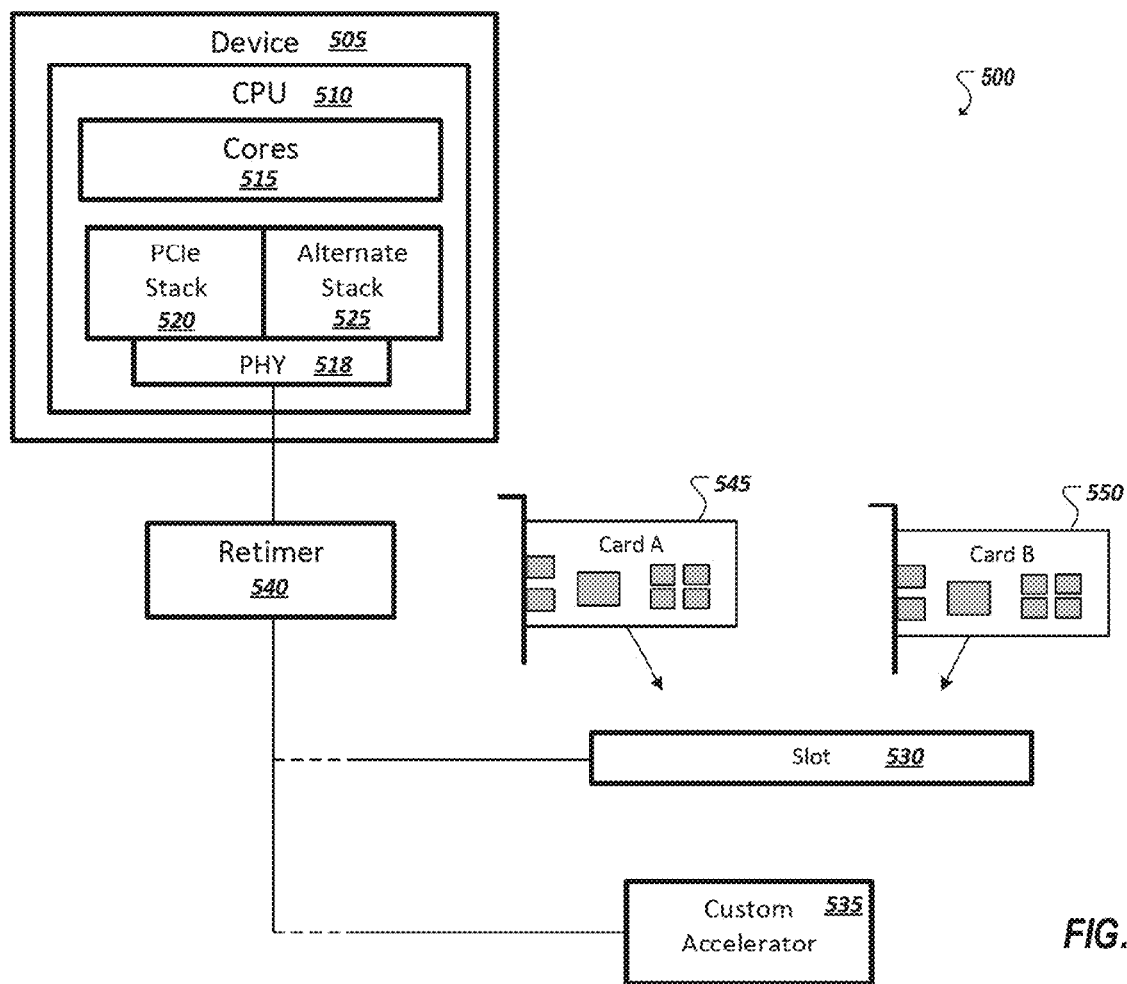 Device 505
500
CPU 510
Cores
515
PCIe
Stack
520
Alternate
Stack
525
PHY 518
545
550
Retimer
540
Card A
Card B
Slot 530
Custom 535
Accelerator
FIG.